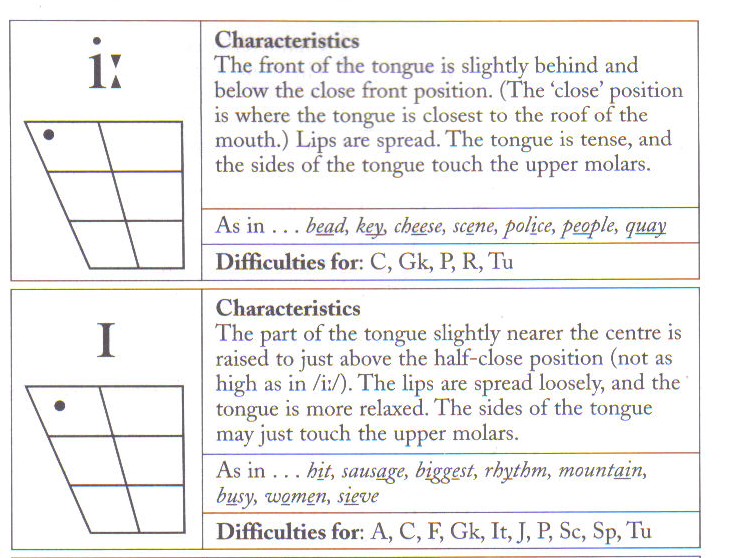 iː
Characteristics
The front of the tongue is slightly behind and
below the close front position. (The ‘close’ position
is where the tongue is closest to the roof of the
mouth.) Lips are spread. The tongue is tense, and
the sides of the tongue touch the upper molars.
As in . . . bead, key, cheese, scene, police, people, quay
Difficulties for: C, Gk, P, R, Tu
I
Characteristics
The part of the tongue slightly nearer the centre is
raised to just above the half-close position (not as
high as in /iː/). The lips are spread loosely, and the
tongue is more relaxed. The sides of the tongue
may just touch the upper molars.
As in . . . hit, sausage, biggest, rhythm, mountain,
busy, women, sieve
Difficulties for: A, C, F, Gk, It, J, P, Sc, Sp, Tu